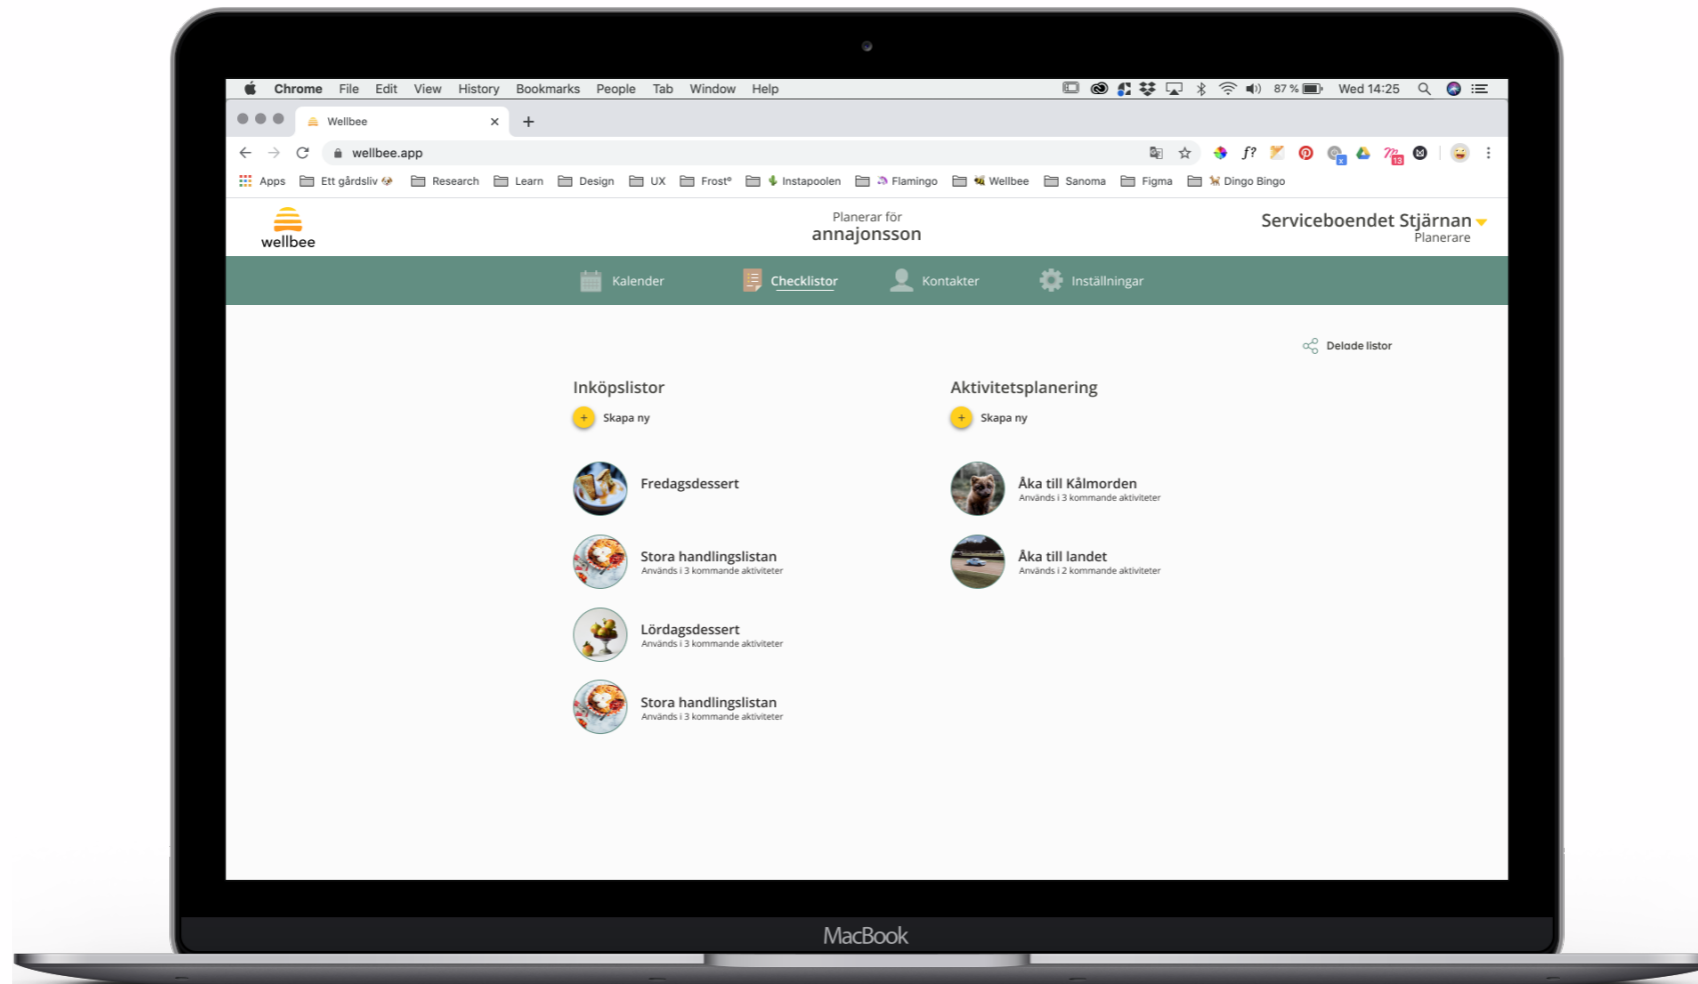 Chrome File Edit View History Bookmarks People Tab Window Help 87 % Wed 14:25
Wellbee
wellbee.app f? 13
Apps Ett gårdsliv Research Learn Design UX Frost® Instapoolen Flamingo Wellbee Sanoma Figma Dingo Bingo
wellbee
Planerar för
annajonsson
Serviceboendet Stjärnan
Planerare
Kalender Checklistor Kontakter Inställningar
Delade listor
Inköpslistor
Skapa ny
Fredagsdessert
Stora handlingslistan
Används i 3 kommande aktiviteter
Lördagsdessert
Används i 3 kommande aktiviteter
Stora handlingslistan
Används i 3 kommande aktiviteter
Aktivitetsplanering
Skapa ny
Åka till Kålmorden
Används i 3 kommande aktiviteter
Åka till landet
Används i 2 kommande aktiviteter
MacBook